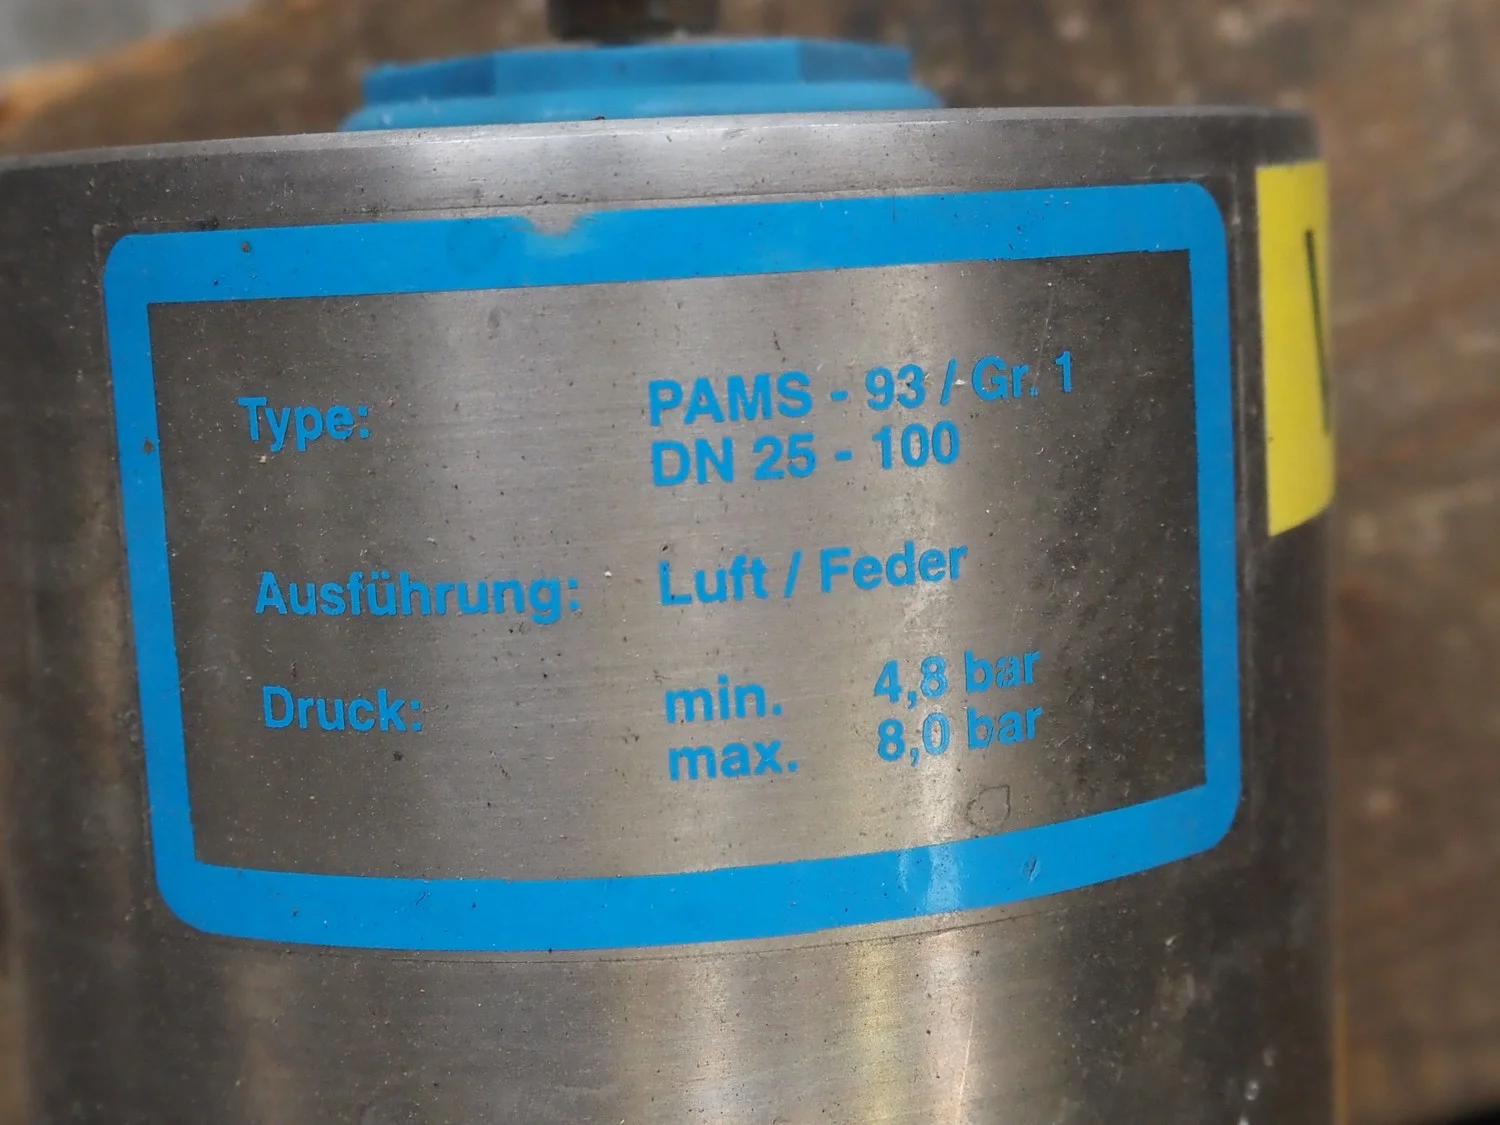 Type: PAMS - 93 / Gr. 1
DN 25 - 100
Ausführung: Luft / Feder
Druck: min. 4,8 bar
max. 8,0 bar